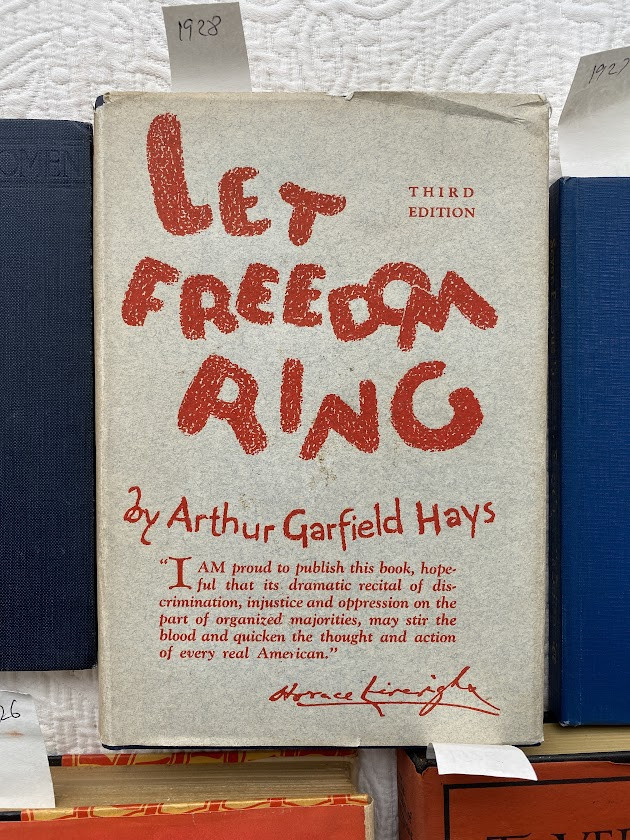 1928
1927
OMEN
LET
THIRD
EDITION
FREEDOM
RING
by Arthur Garfield Hays
"I AM proud to publish this book, hope-
ful that its dramatic recital of dis-
crimination, injustice and oppression on the
part of organized majorities, may stir the
blood and quicken the thought and action
of every real American."
Horace Liveright
26